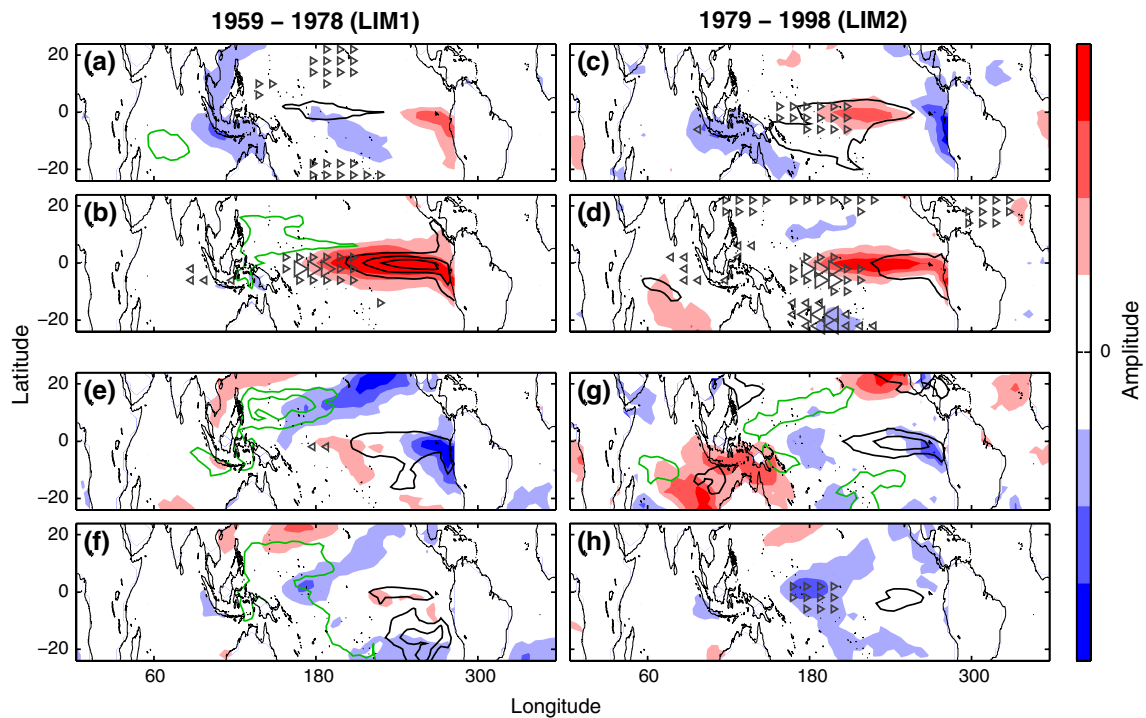 1959 – 1978 (LIM1)
1979 – 1998 (LIM2)
(a)
(c)
20
0
−20
(b)
(d)
20
0
−20
(e)
(g)
20
0
−20
(f)
(h)
20
0
−20
60
180
300
60
180
300
Latitude
Longitude
0
Amplitude